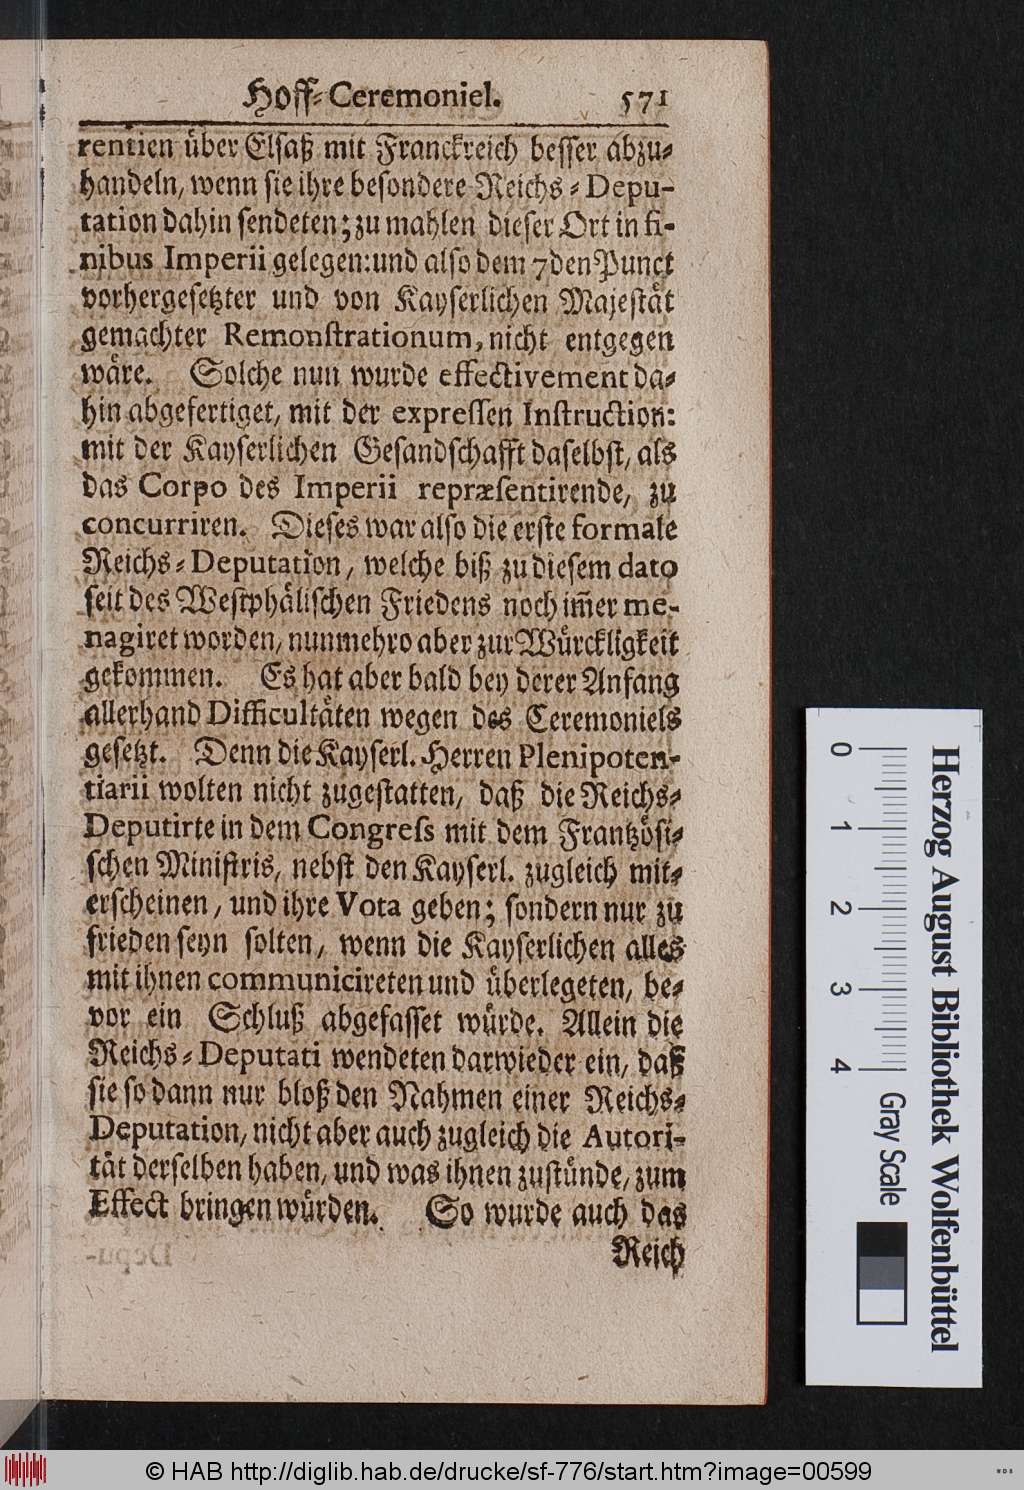 Hoff-Ceremoniel. 571
rentien über Elſaß mit Franckreich beſſer abzu-
handeln, wenn ſie ihre beſondere Reichs-Depu-
tation dahin ſendeten; zu mahlen dieſer Ort in fi-
nibus Imperii gelegen: und alſo dem 7den Punct
vorhergeſetzter und von Kayſerlichen Majeſtät
gemachter Remonſtrationum, nicht entgegen
wäre. Solche nun wurde effectivement da-
hin abgefertiget, mit der expreſſen Inſtruction:
mit der Kayſerlichen Geſandſchafft daſelbſt, als
das Corpo des Imperii repræſentirende, zu
concurriren. Dieſes war alſo die erſte formale
Reichs-Deputation, welche biß zu dieſem dato
ſeit des Weſtphäliſchen Friedens noch im̃er me-
nagiret worden, nunmehro aber zur Würckligkeit
gekommen. Es hat aber bald bey derer Anfang
allerhand Difficultäten wegen des Ceremoniels
geſetzt. Denn die Kayſerl. Herren Plenipoten-
tiarii wolten nicht zugeſtatten, daß die Reichs-
Deputirte in dem Congreſs mit dem Frantzöſi-
ſchen Miniſtris, nebſt den Kayſerl. zugleich mit-
erſcheinen, und ihre Vota geben; ſondern nur zu
frieden ſeyn ſolten, wenn die Kayſerlichen alles
mit ihnen communicireten und überlegeten, be-
vor ein Schluß abgefaſſet würde. Allein die
Reichs-Deputati wendeten darwieder ein, daß
ſie ſo dann nur bloß den Nahmen einer Reichs-
Deputation, nicht aber auch zugleich die Autori-
tät derſelben haben, und was ihnen zuſtünde, zum
Effect bringen würden. So wurde auch das
Reich
Herzog August Bibliothek Wolfenbüttel
0 1 2 3 4 Gray Scale
© HAB http://diglib.hab.de/drucke/sf-776/start.htm?image=00599